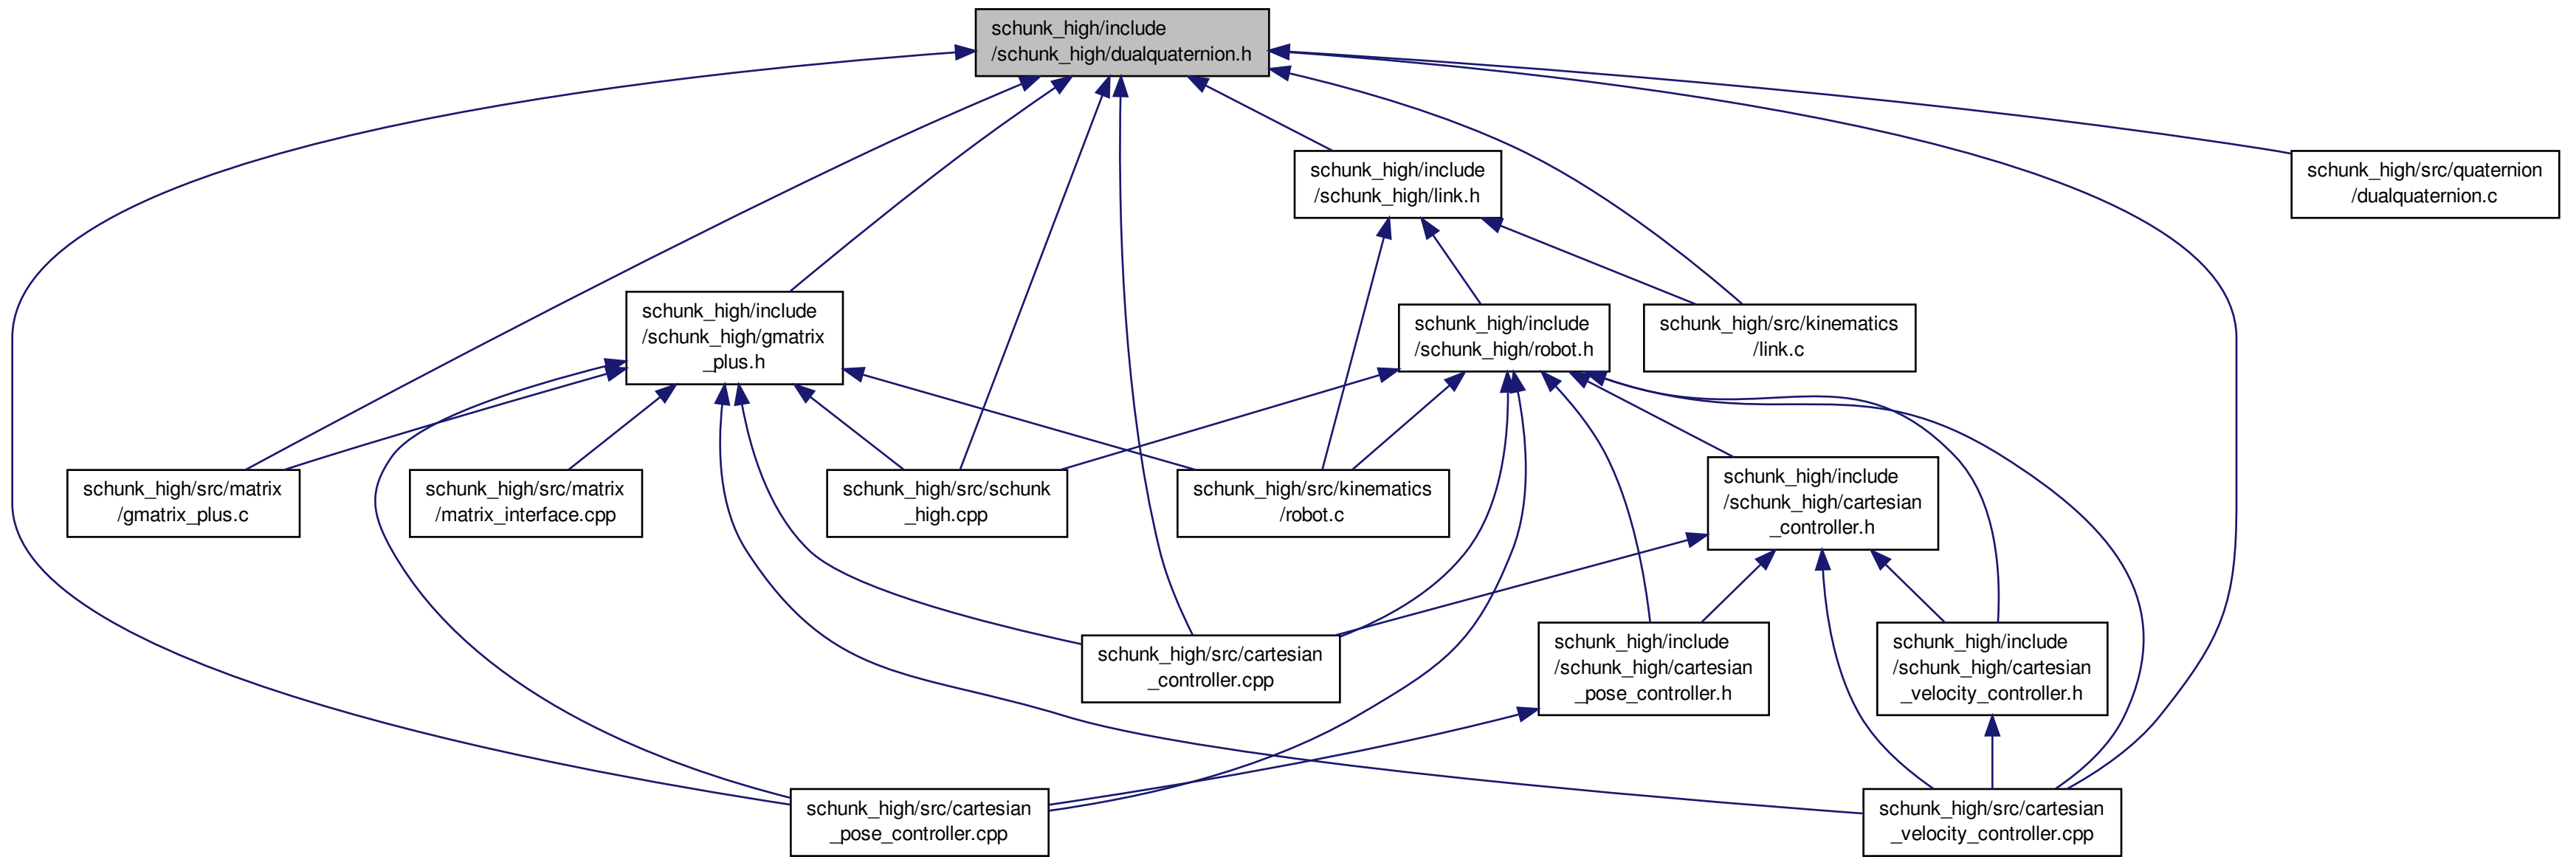 schunk_high/include
/schunk_high/dualquaternion.h
schunk_high/include
/schunk_high/link.h
schunk_high/src/quaternion
/dualquaternion.c
schunk_high/include
/schunk_high/gmatrix
_plus.h
schunk_high/include
/schunk_high/robot.h
schunk_high/src/kinematics
/link.c
schunk_high/src/matrix
/gmatrix_plus.c
schunk_high/src/matrix
/matrix_interface.cpp
schunk_high/src/schunk
_high.cpp
schunk_high/src/kinematics
/robot.c
schunk_high/include
/schunk_high/cartesian
_controller.h
schunk_high/src/cartesian
_controller.cpp
schunk_high/include
/schunk_high/cartesian
_pose_controller.h
schunk_high/include
/schunk_high/cartesian
_velocity_controller.h
schunk_high/src/cartesian
_pose_controller.cpp
schunk_high/src/cartesian
_velocity_controller.cpp